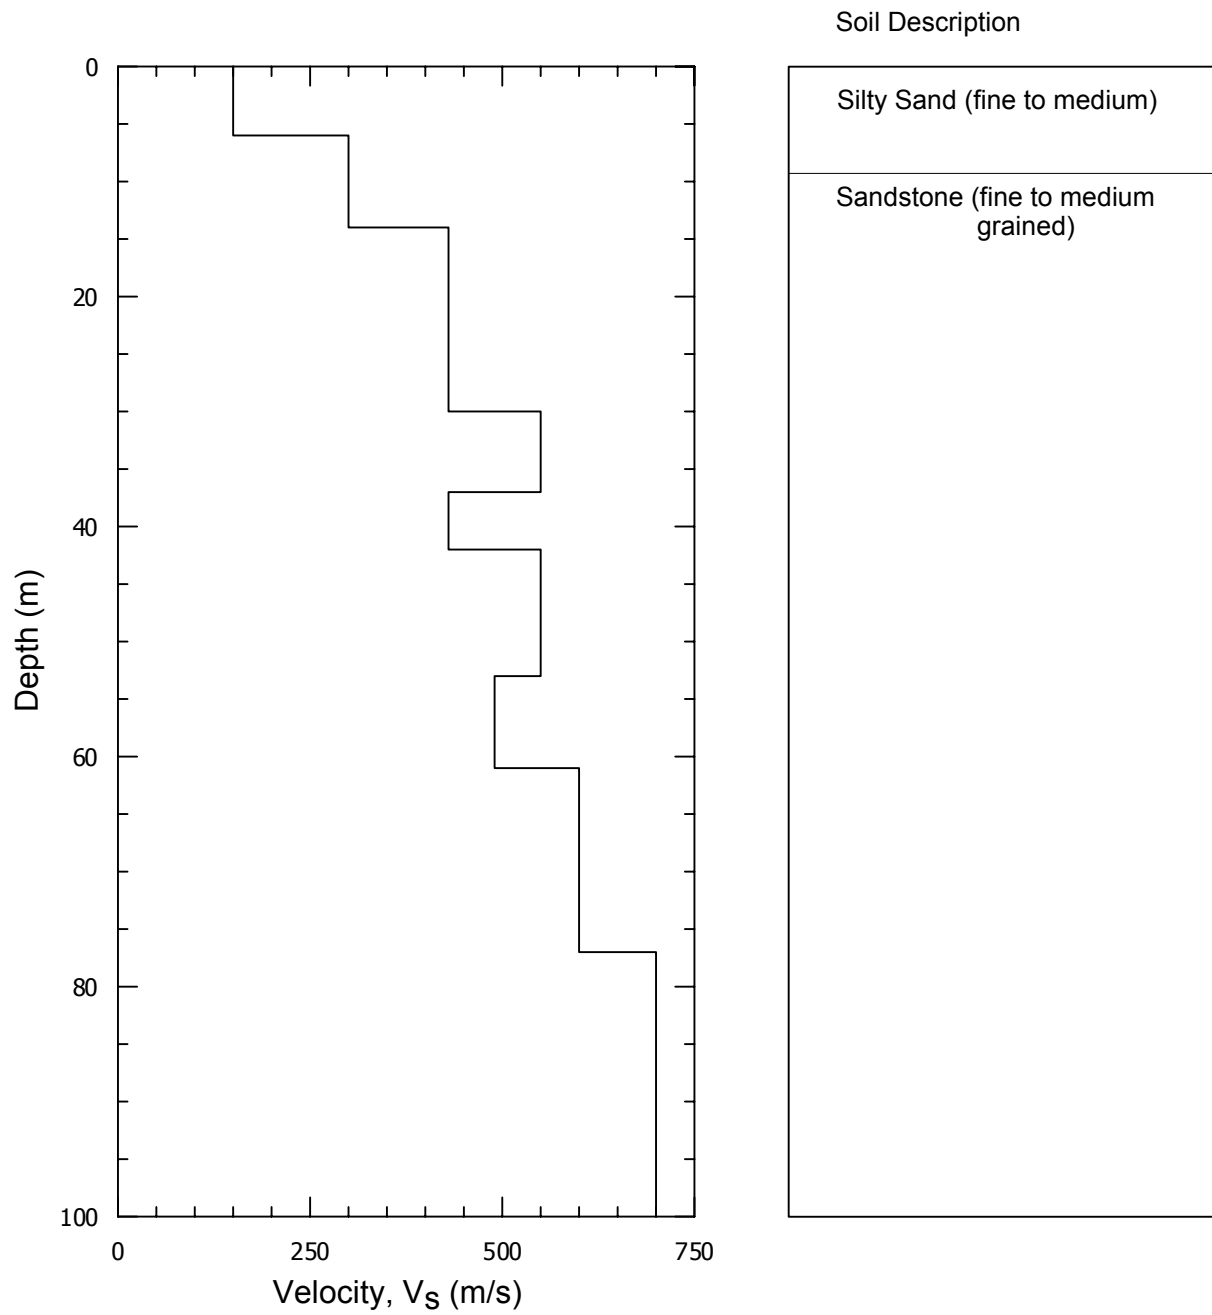 Soil Description
Silty Sand (fine to medium)
Sandstone (fine to medium
grained)
0
20
40
60
80
100
Depth (m)
0 250 500 750
Velocity, Vs (m/s)